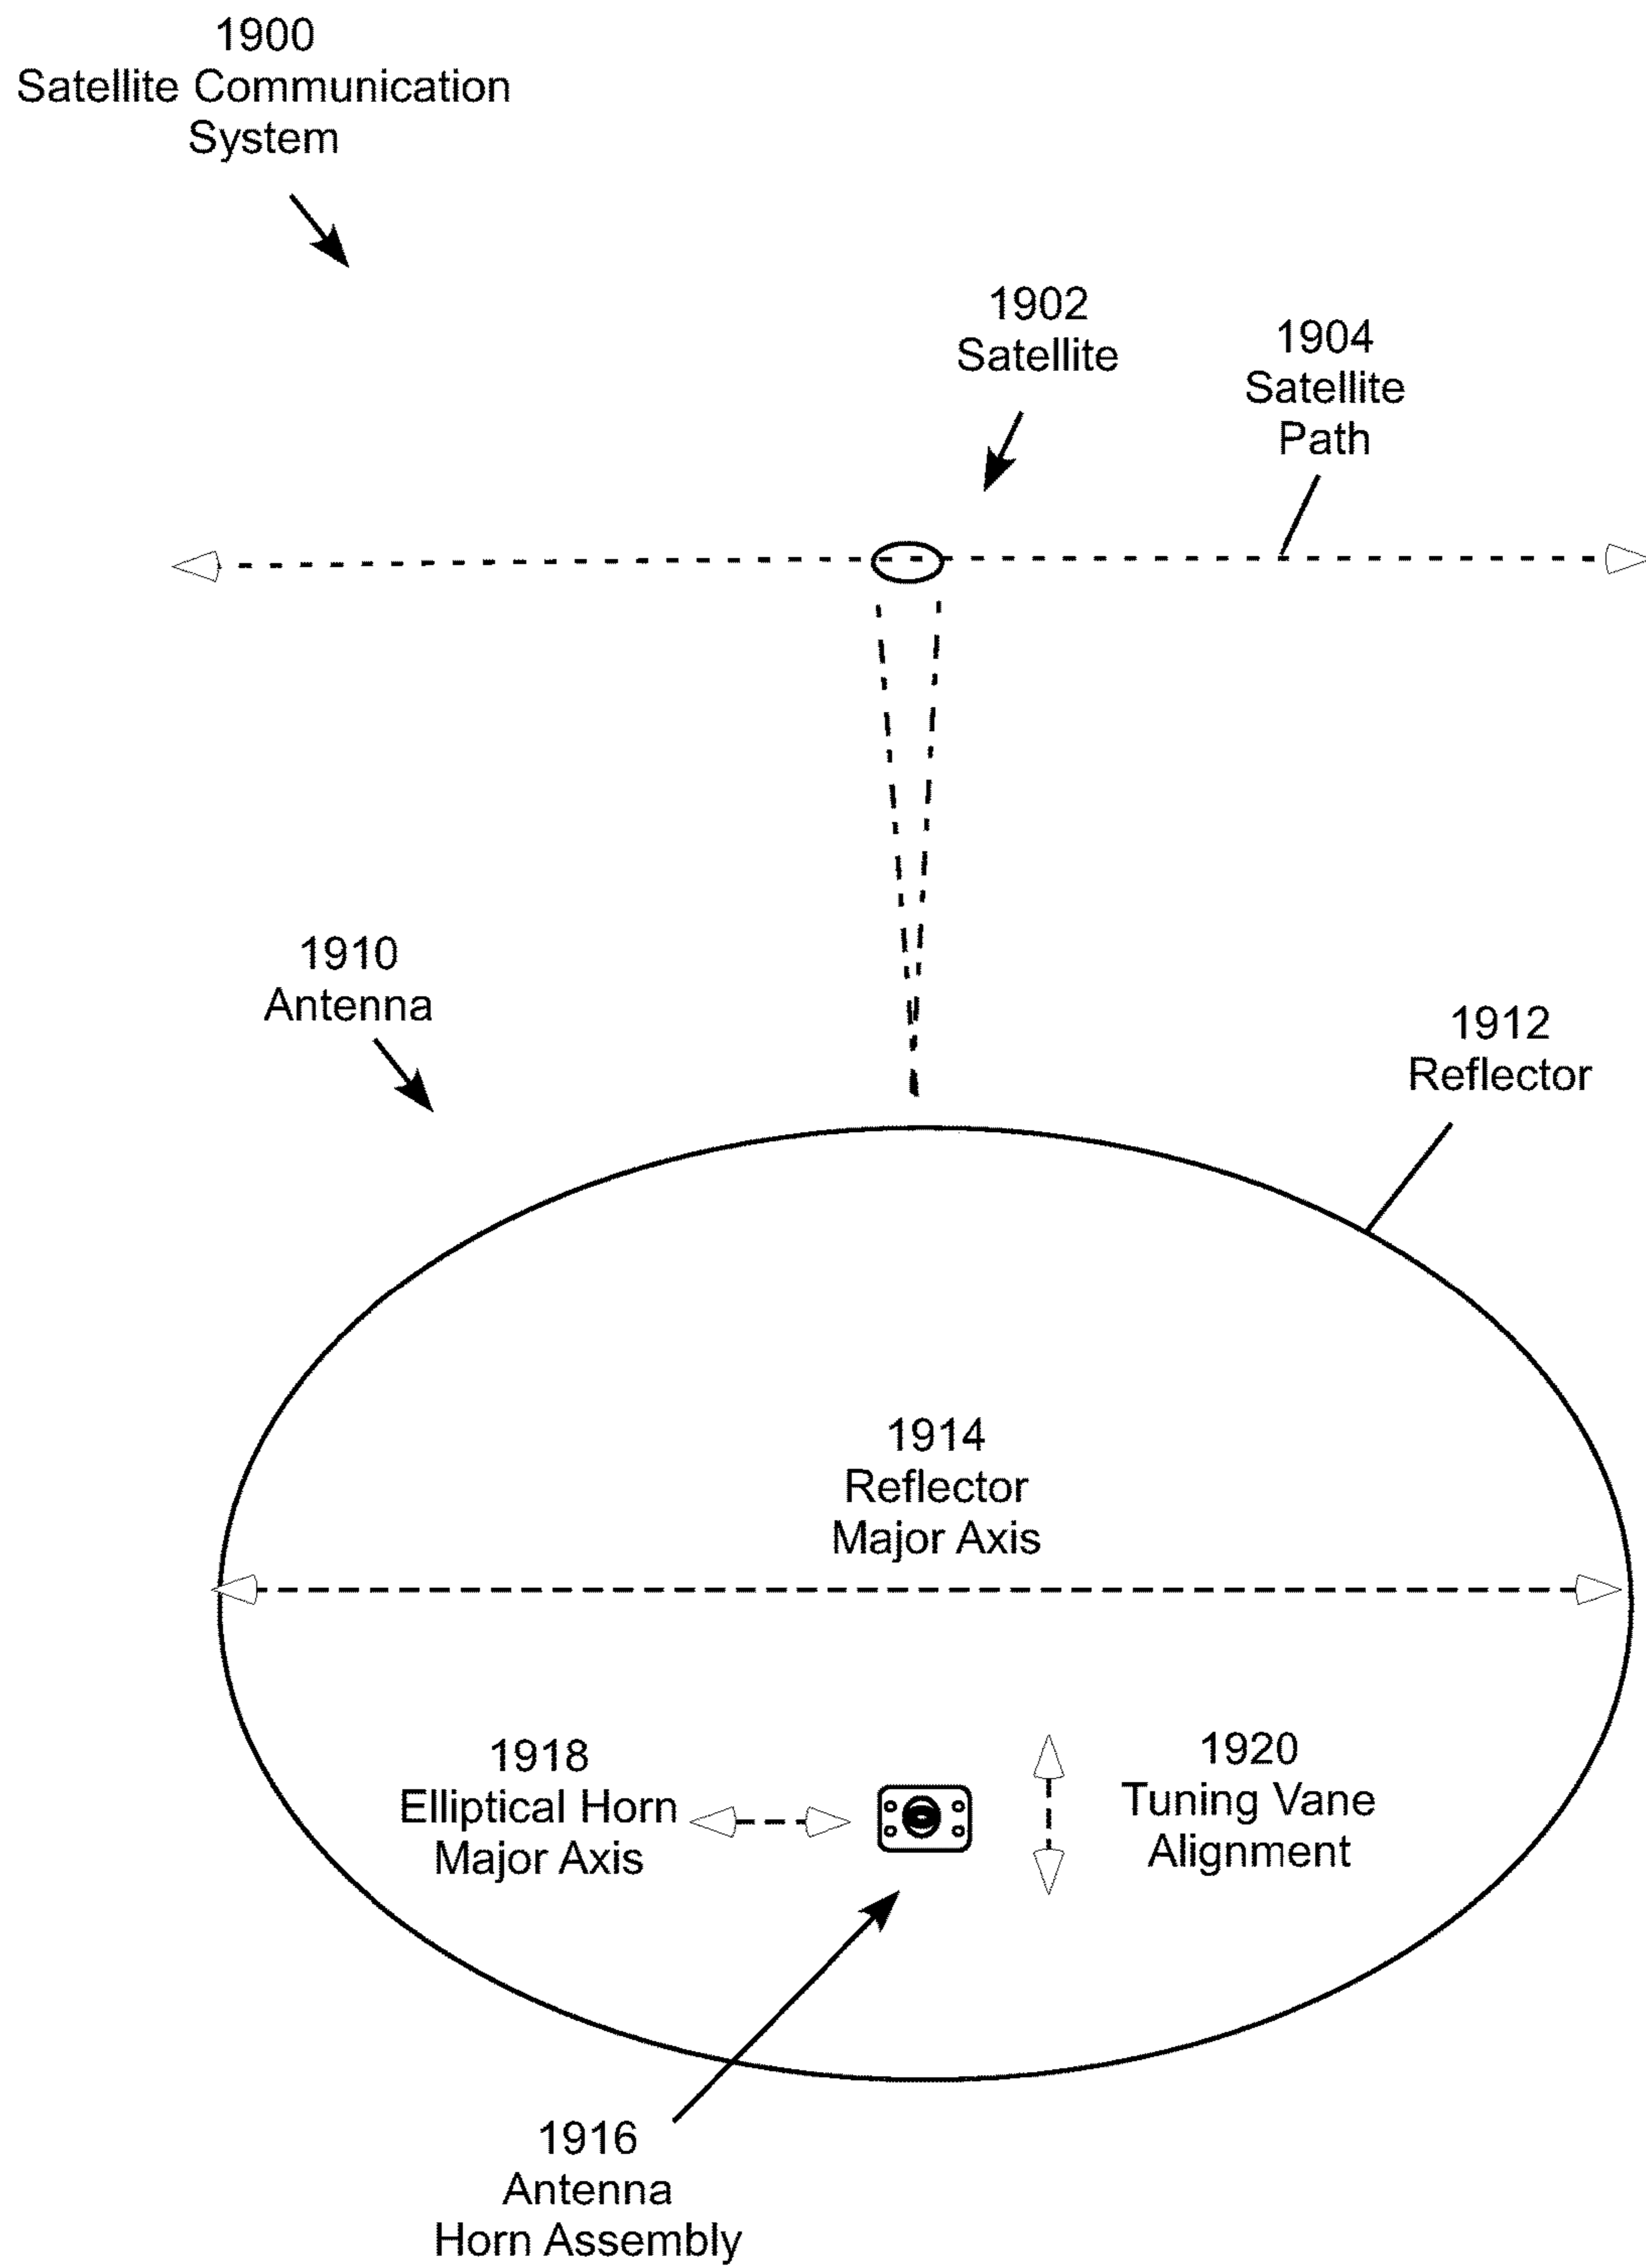 1900
Satellite Communication
System
1902
Satellite
1904
Satellite
Path
1910
Antenna
1912
Reflector
1914
Reflector
Major Axis
1918
Elliptical Horn
Major Axis
1920
Tuning Vane
Alignment
1916
Antenna
Horn Assembly